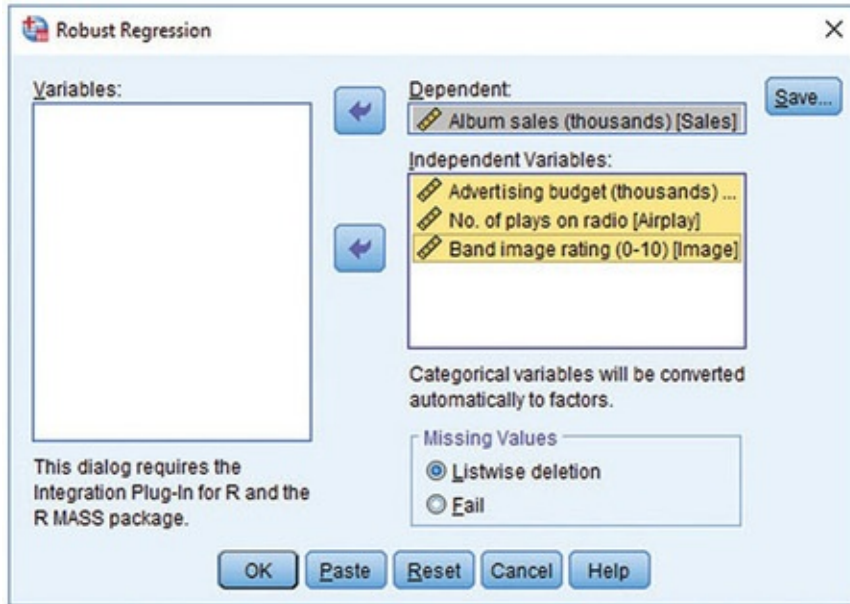 Robust Regression
Variables:
This dialog requires the
Integration Plug-In for R and the
R MASS package.
Dependent:
Album sales (thousands) [Sales]
Independent Variables:
Advertising budget (thousands) ...
No. of plays on radio [Airplay]
Band image rating (0-10) [Image]
Categorical variables will be converted
automatically to factors.
Missing Values
Listwise deletion
Fail
Save...
OK
Paste
Reset
Cancel
Help